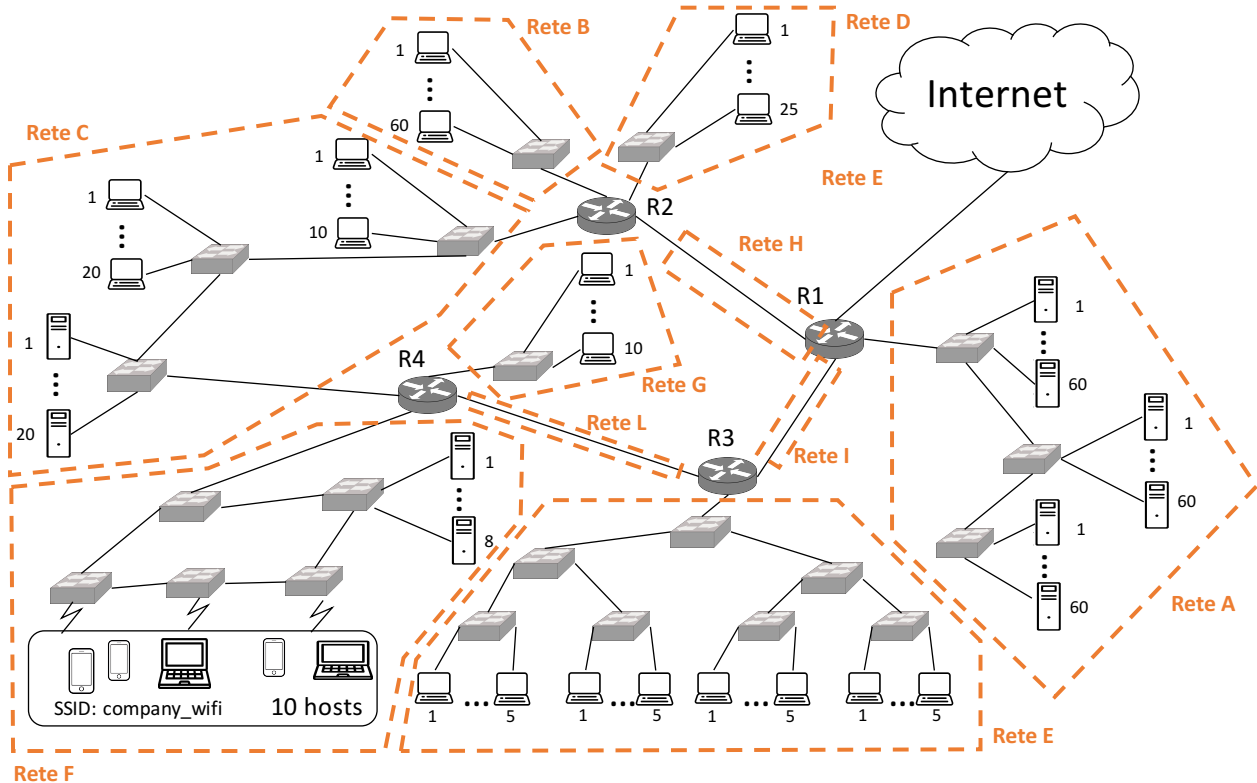 Rete B
1
60
Rete D
1
25
Internet
Rete C
1
10
1
20
1
20
Rete E
R2
Rete H
R1
1
10
Rete G
R4
Rete L
R3
Rete I
1
60
1
60
1
60
Rete A
1
8
SSID: company_wifi
10 hosts
Rete F
1
5
1
5
1
5
1
5
Rete E